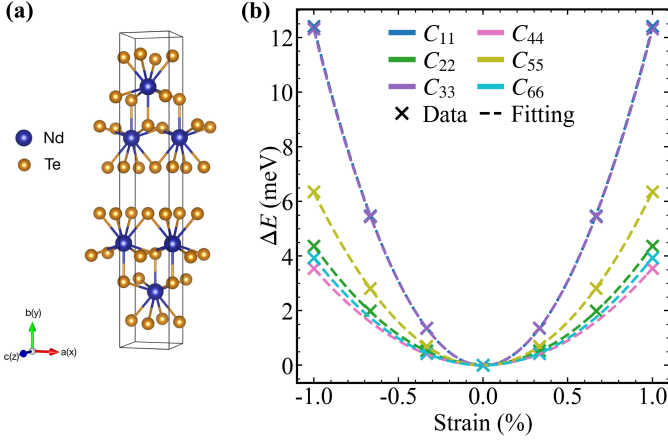 (a)
Nd
Te
b(y)
c(z)
a(x)
(b)
C11 C44
C22 C55
C33 C66
Data Fitting
ΔE (meV)
12
10
8
6
4
2
0
-1.0 -0.5 0.0 0.5 1.0
Strain (%)